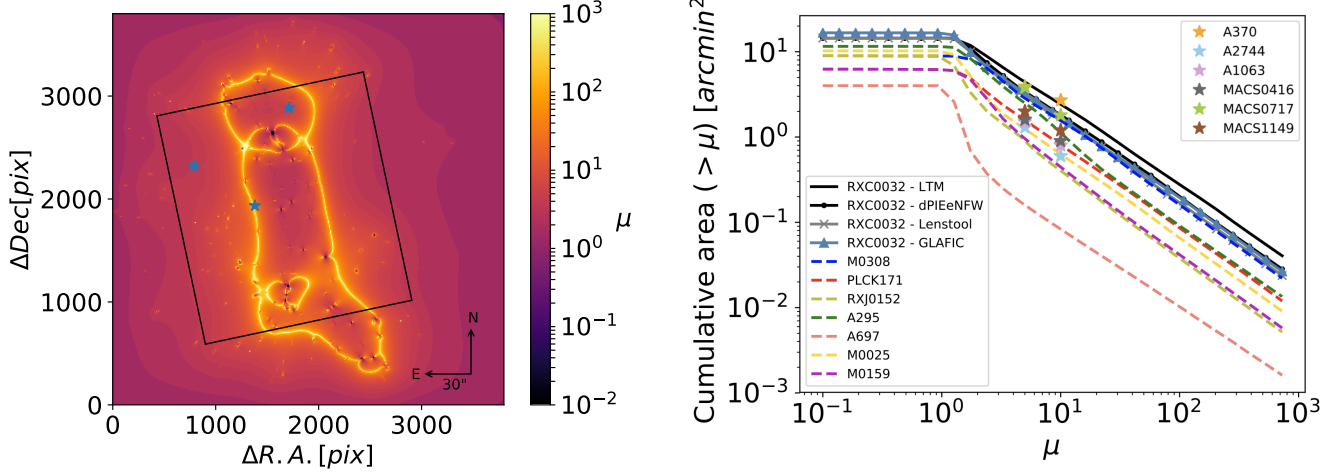 ΔDec[pix]
3000
2000
1000
0
0
1000
2000
3000
ΔR. A. [pix]
N
E
30"
10³
10²
10¹
10⁰
10⁻¹
10⁻²
μ
Cumulative area ( > μ) [arcmin²]
10¹
10⁰
10⁻¹
10⁻²
10⁻³
A370
A2744
A1063
MACS0416
MACS0717
MACS1149
RXC0032 - LTM
RXC0032 - dPIEeNFW
RXC0032 - Lenstool
RXC0032 - GLAFIC
M0308
PLCK171
RXJ0152
A295
A697
M0025
M0159
10⁻¹
10⁰
10¹
10²
10³
μ